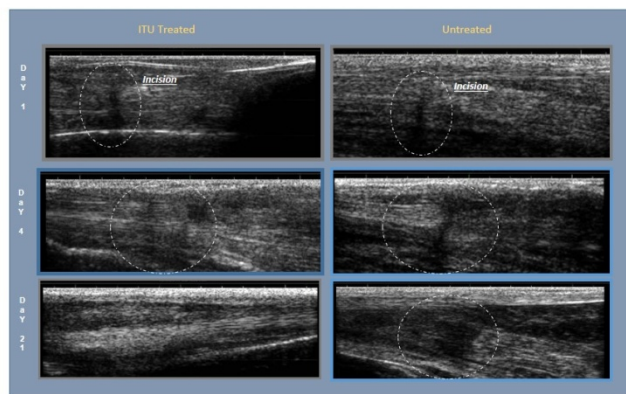 ITU Treated
Untreated
DaY 1
Incision
Incision
DaY 4
DaY 21